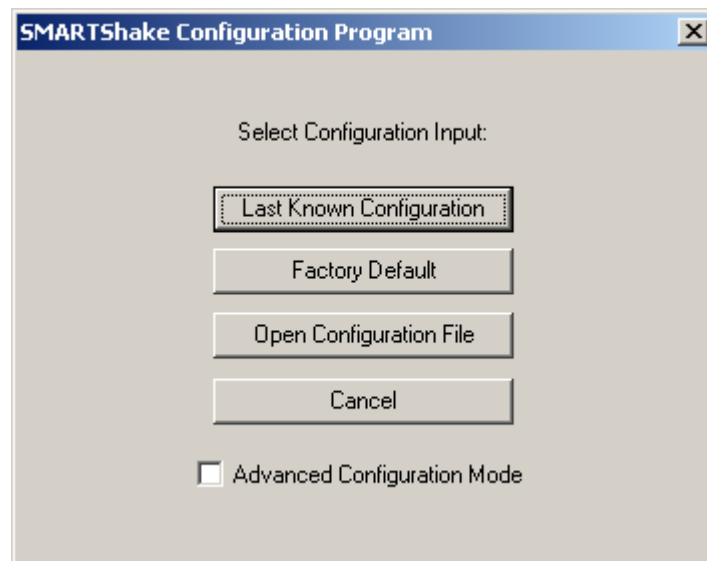 SMARTShake Configuration Program
Select Configuration Input:
Last Known Configuration
Factory Default
Open Configuration File
Cancel
Advanced Configuration Mode